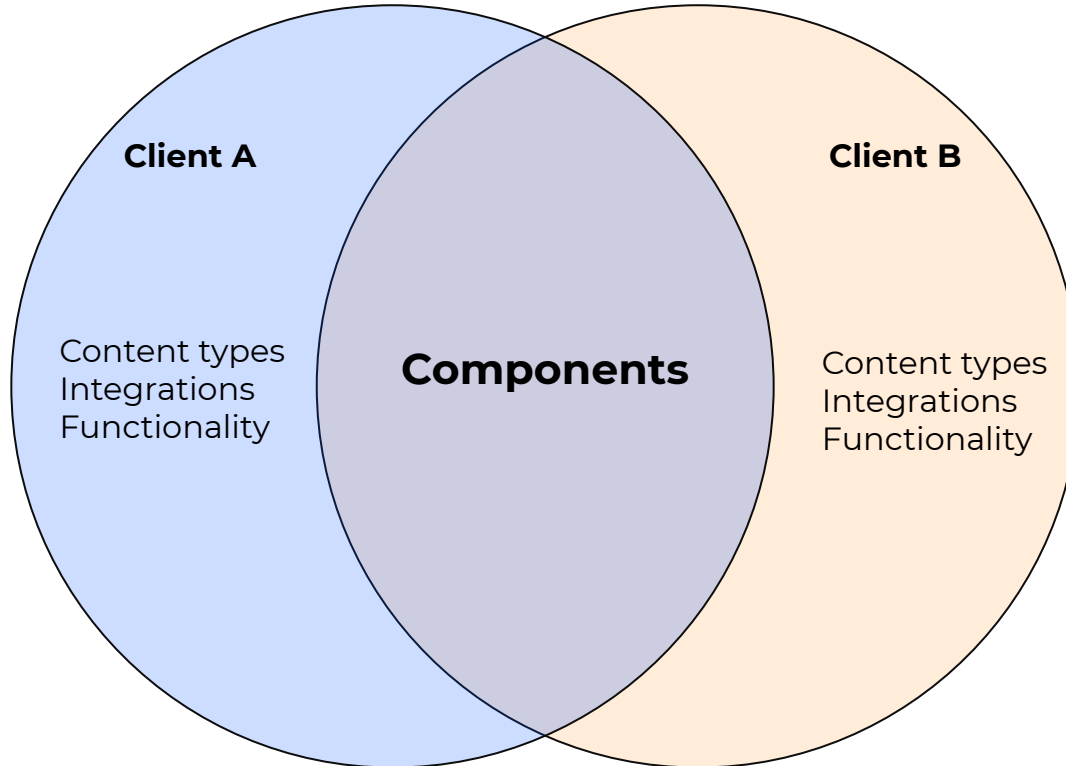 Client A
Client B
Content types
Integrations
Functionality
Components
Content types
Integrations
Functionality